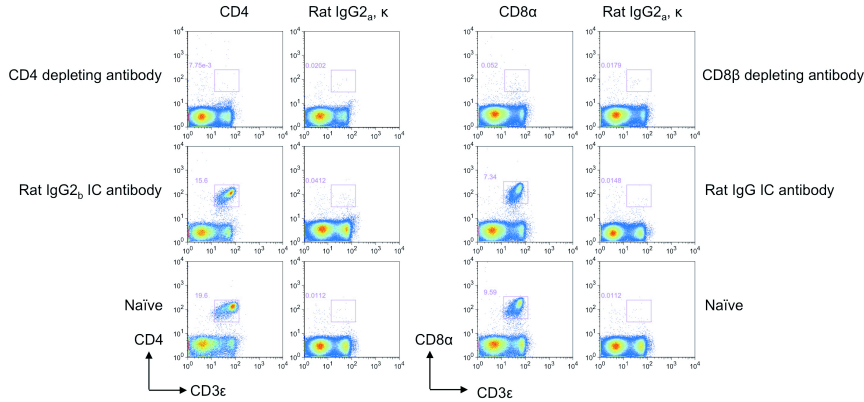 CD4 Rat IgG2a, κ CD8α Rat IgG2a, κ
CD4 depleting antibody 7.75e-3 0.0202 0.052 0.0179 CD8β depleting antibody
Rat IgG2b IC antibody 15.6 0.0412 7.34 0.0148 Rat IgG IC antibody
Naïve 19.6 0.0112 9.59 0.0112 Naïve
CD4 CD8α
CD3ε CD3ε